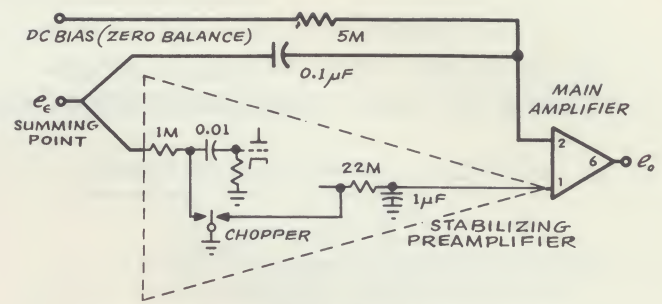 DC BIAS (ZERO BALANCE)
5M
0.1µF
MAIN
AMPLIFIER
eϵ
SUMMING
POINT
1M
0.01
2
6
eo
1
22M
1µF
CHOPPER
STABILIZING
PREAMPLIFIER